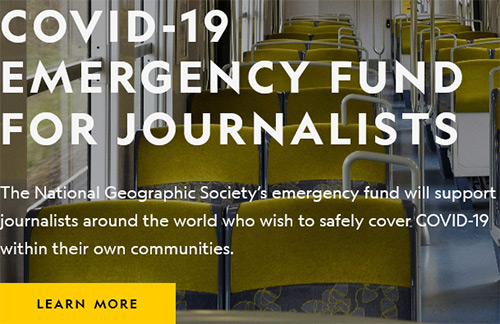 COVID-19
EMERGENCY FUND
FOR JOURNALISTS
The National Geographic Society's emergency fund will support
journalists around the world who wish to safely cover COVID-19
within their own communities.
LEARN MORE